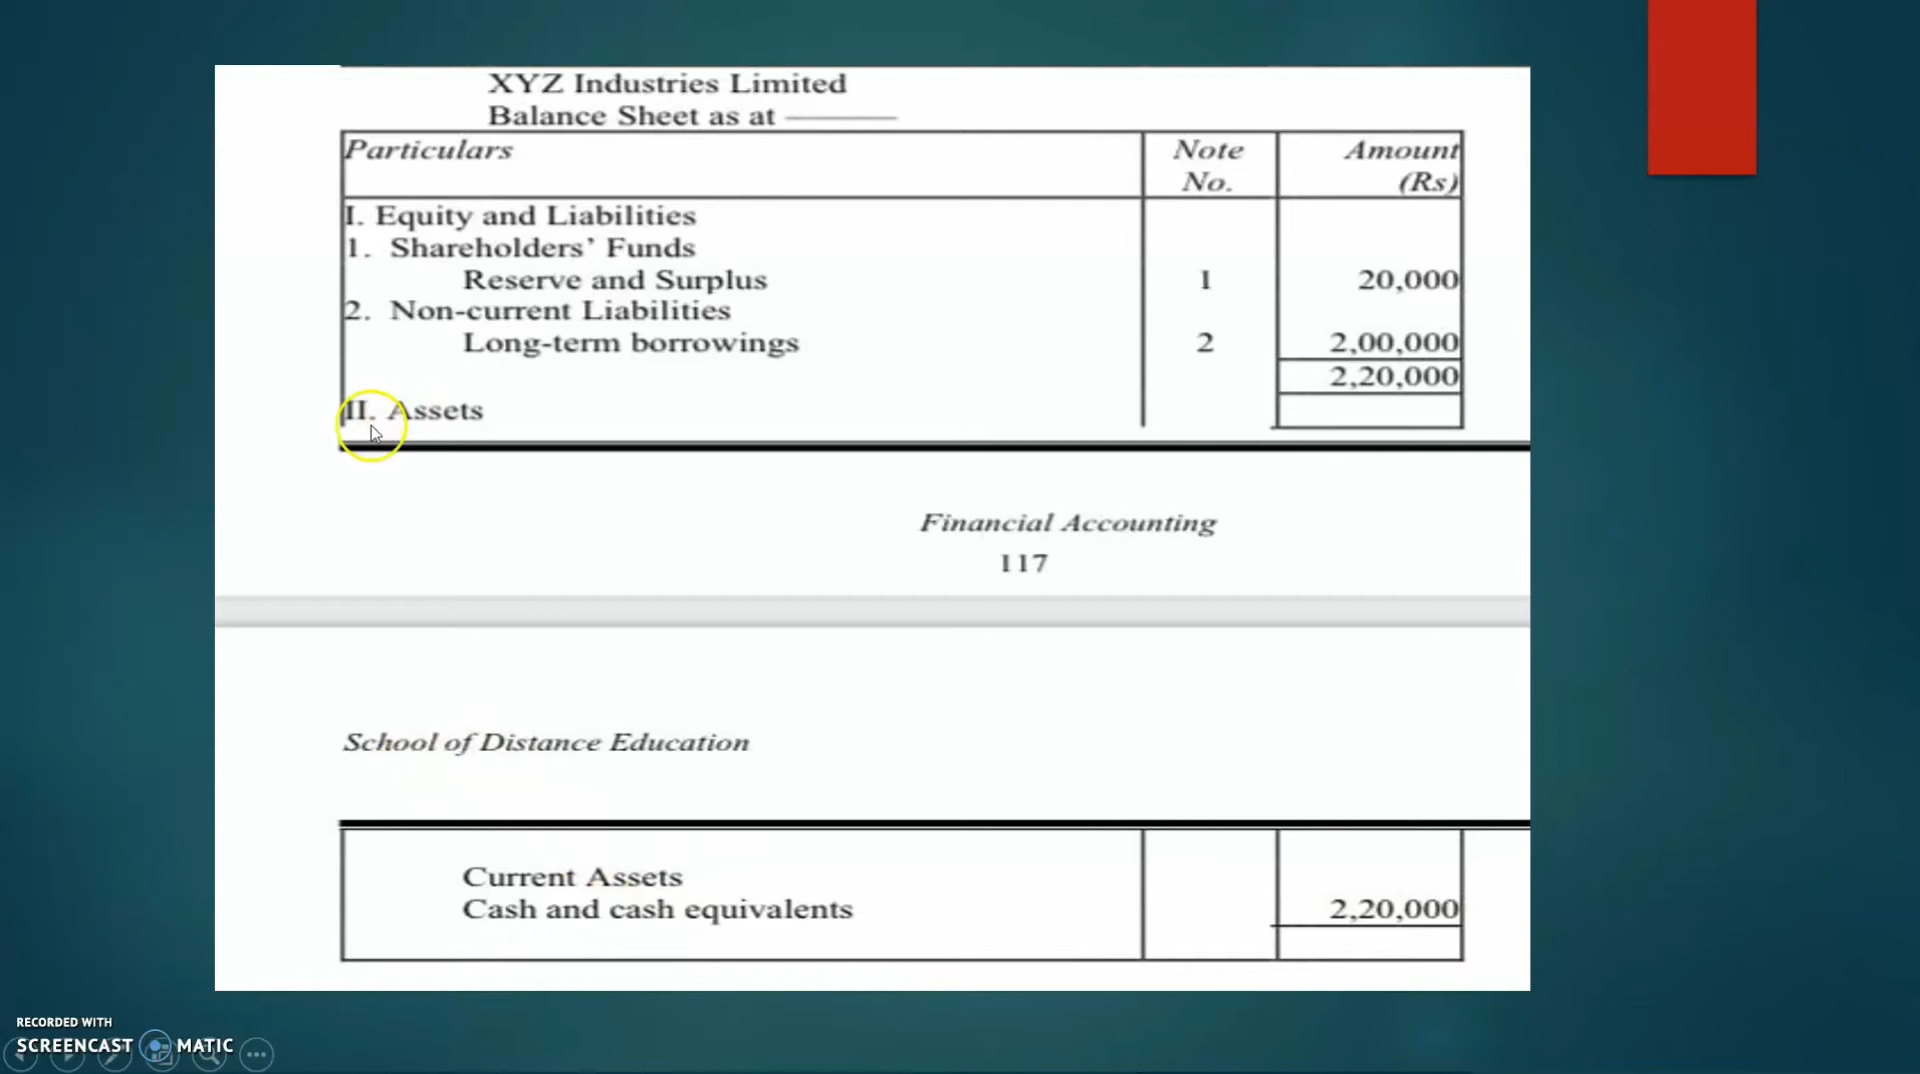 XYZ Industries Limited
Balance Sheet as at
Particulars Note No. Amount (Rs)
I. Equity and Liabilities
1. Shareholders’ Funds
Reserve and Surplus 1 20,000
2. Non-current Liabilities
Long-term borrowings 2 2,00,000
2,20,000
II. Assets
Financial Accounting
117
School of Distance Education
Current Assets
Cash and cash equivalents 2,20,000
RECORDED WITH
SCREENCAST MATIC